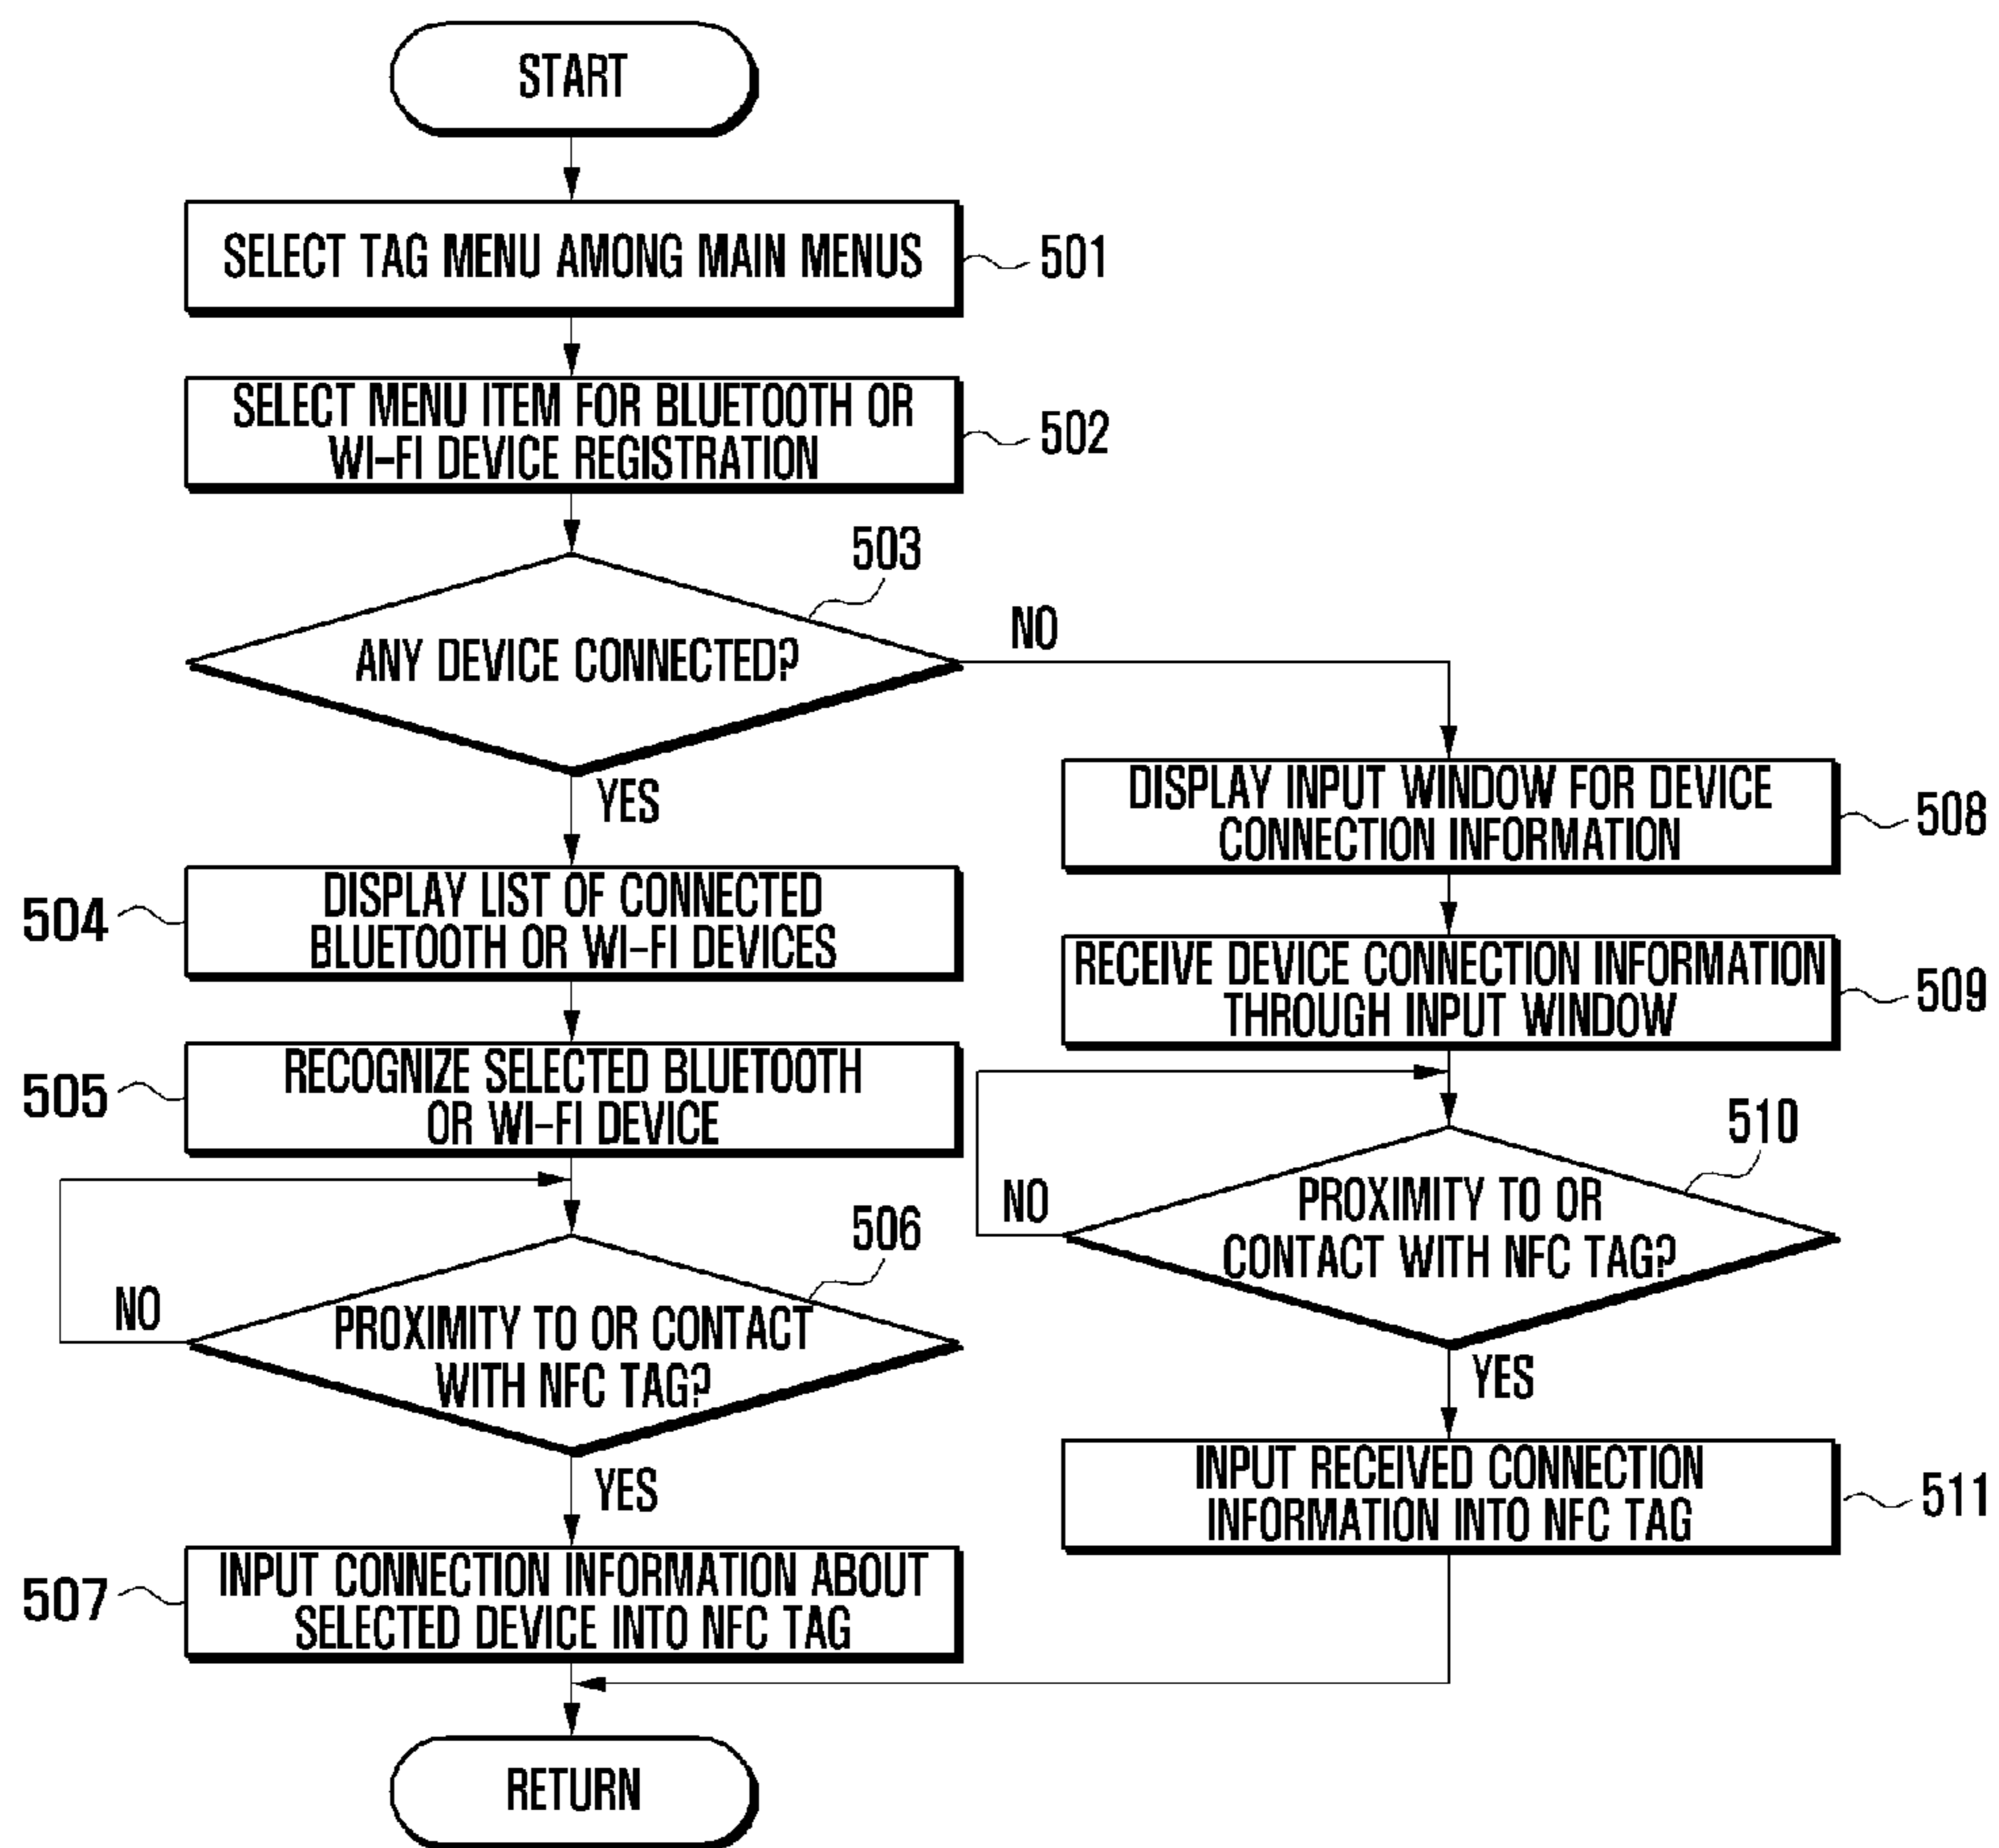 START
SELECT TAG MENU AMONG MAIN MENUS
501
SELECT MENU ITEM FOR BLUETOOTH OR
WI-FI DEVICE REGISTRATION
502
503
ANY DEVICE CONNECTED?
NO
YES
504
DISPLAY LIST OF CONNECTED
BLUETOOTH OR WI-FI DEVICES
505
RECOGNIZE SELECTED BLUETOOTH
OR WI-FI DEVICE
506
PROXIMITY TO OR CONTACT
WITH NFC TAG?
NO
YES
507
INPUT CONNECTION INFORMATION ABOUT
SELECTED DEVICE INTO NFC TAG
DISPLAY INPUT WINDOW FOR DEVICE
CONNECTION INFORMATION
508
RECEIVE DEVICE CONNECTION INFORMATION
THROUGH INPUT WINDOW
509
510
PROXIMITY TO OR
CONTACT WITH NFC TAG?
NO
YES
INPUT RECEIVED CONNECTION
INFORMATION INTO NFC TAG
511
RETURN